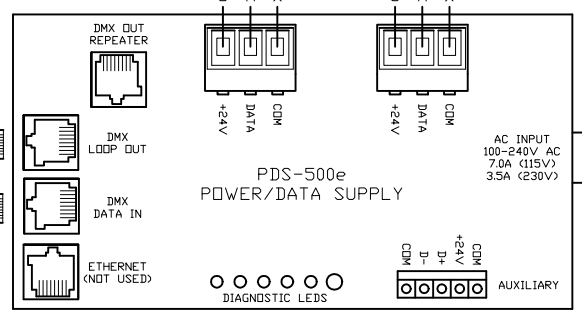 DMX OUT
REPEATER
+24V
DATA
COM
+24V
DATA
COM
DMX
LOOP OUT
AC INPUT
100-240V AC
7.0A (115V)
3.5A (230V)
PDS-500e
POWER/DATA SUPPLY
DMX
DATA IN
ETHERNET
(NOT USED)
DIAGNOSTIC LEDS
COM
D-
D+
+24V
COM
AUXILIARY